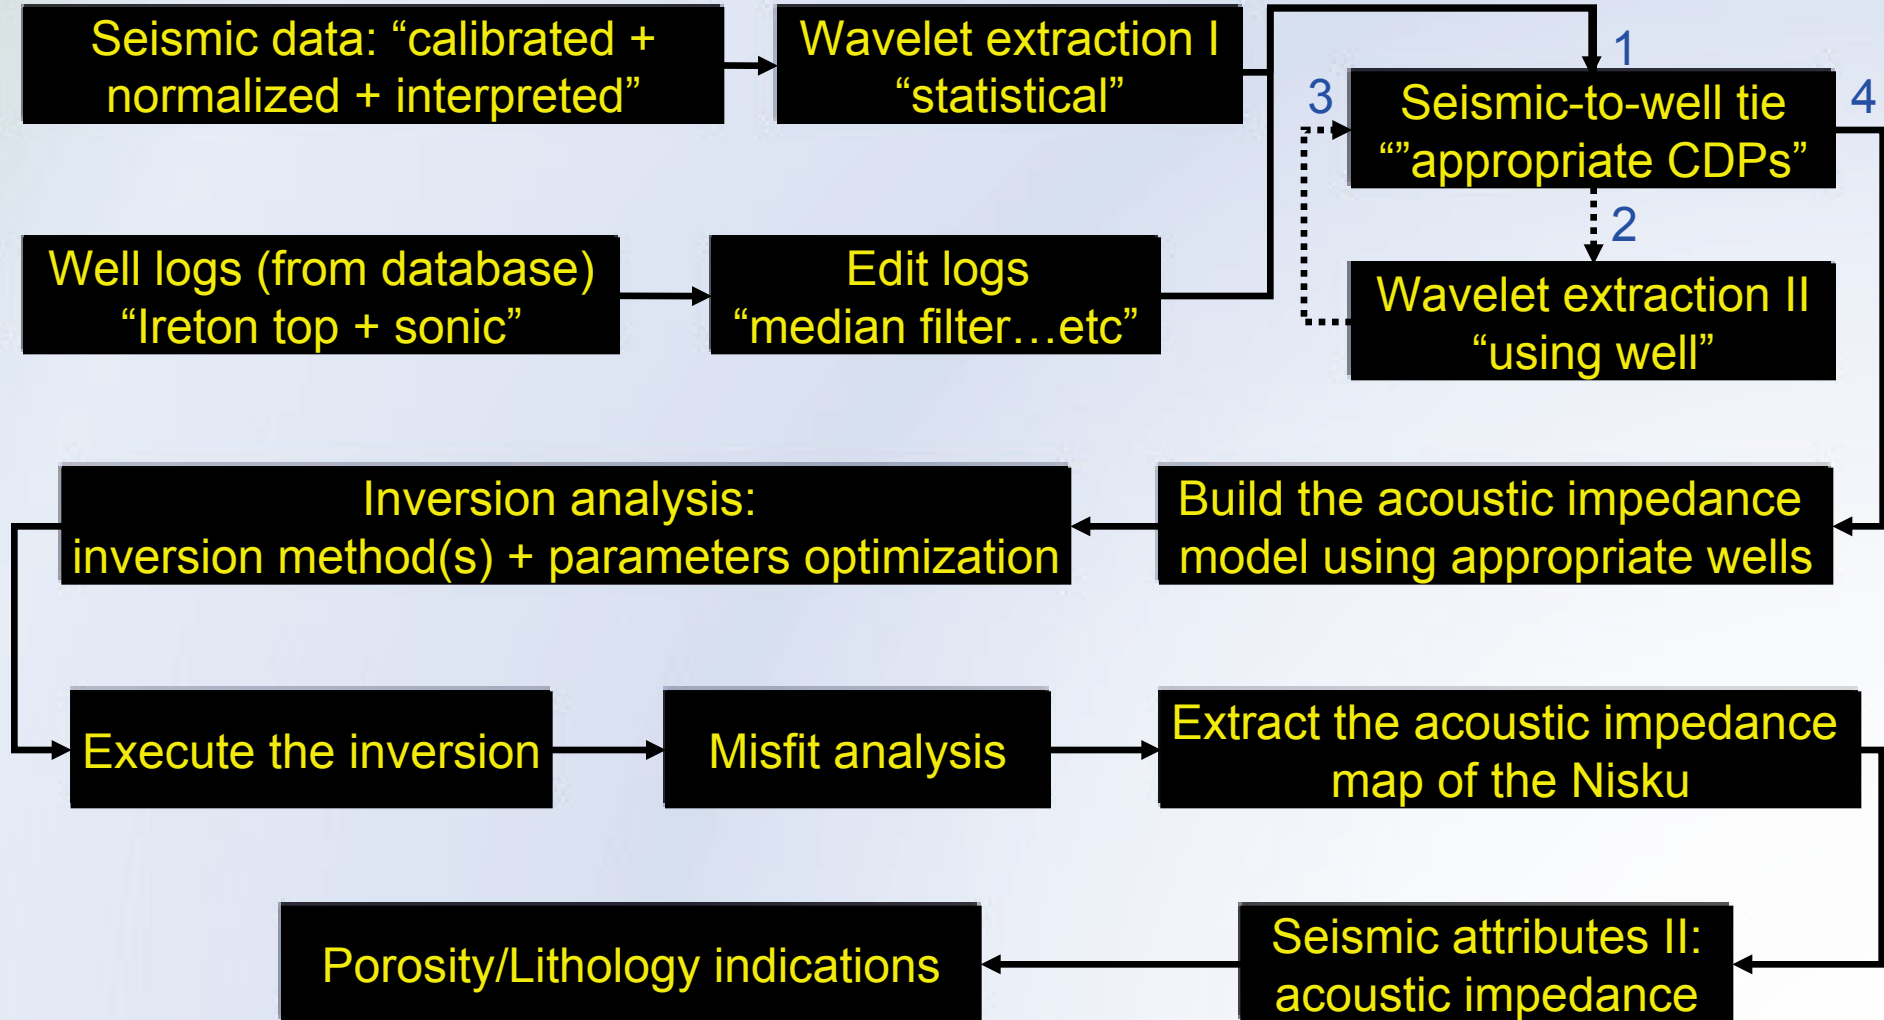 Seismic data: “calibrated +
normalized + interpreted”
Wavelet extraction I
“statistical”
1
3
Seismic-to-well tie
“”appropriate CDPs”
4
2
Well logs (from database)
“Ireton top + sonic”
Edit logs
“median filter…etc”
Wavelet extraction II
“using well”
Inversion analysis:
inversion method(s) + parameters optimization
Build the acoustic impedance
model using appropriate wells
Execute the inversion
Misfit analysis
Extract the acoustic impedance
map of the Nisku
Porosity/Lithology indications
Seismic attributes II:
acoustic impedance